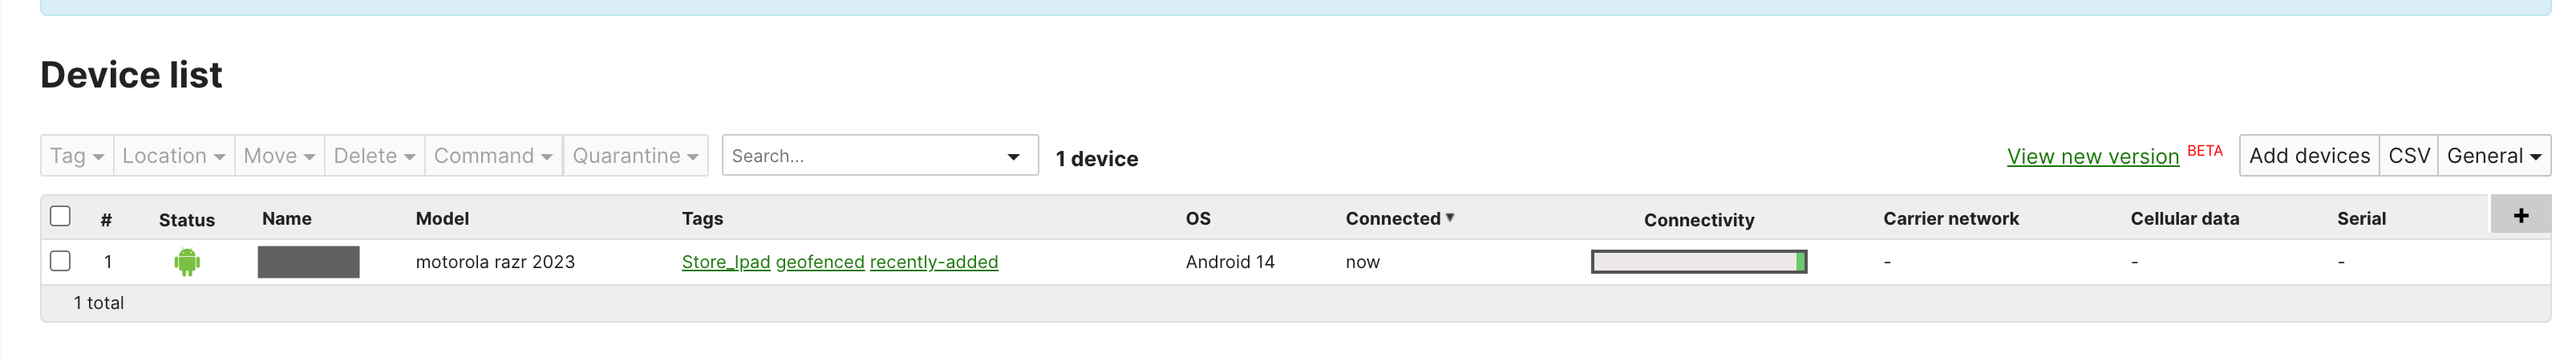 Device list
Tag Location Move Delete Command Quarantine Search... 1 device View new version BETA Add devices CSV General
# Status Name Model Tags OS Connected Connectivity Carrier network Cellular data Serial +
1 motorola razr 2023 Store_Ipad geofenced recently-added Android 14 now - - -
1 total